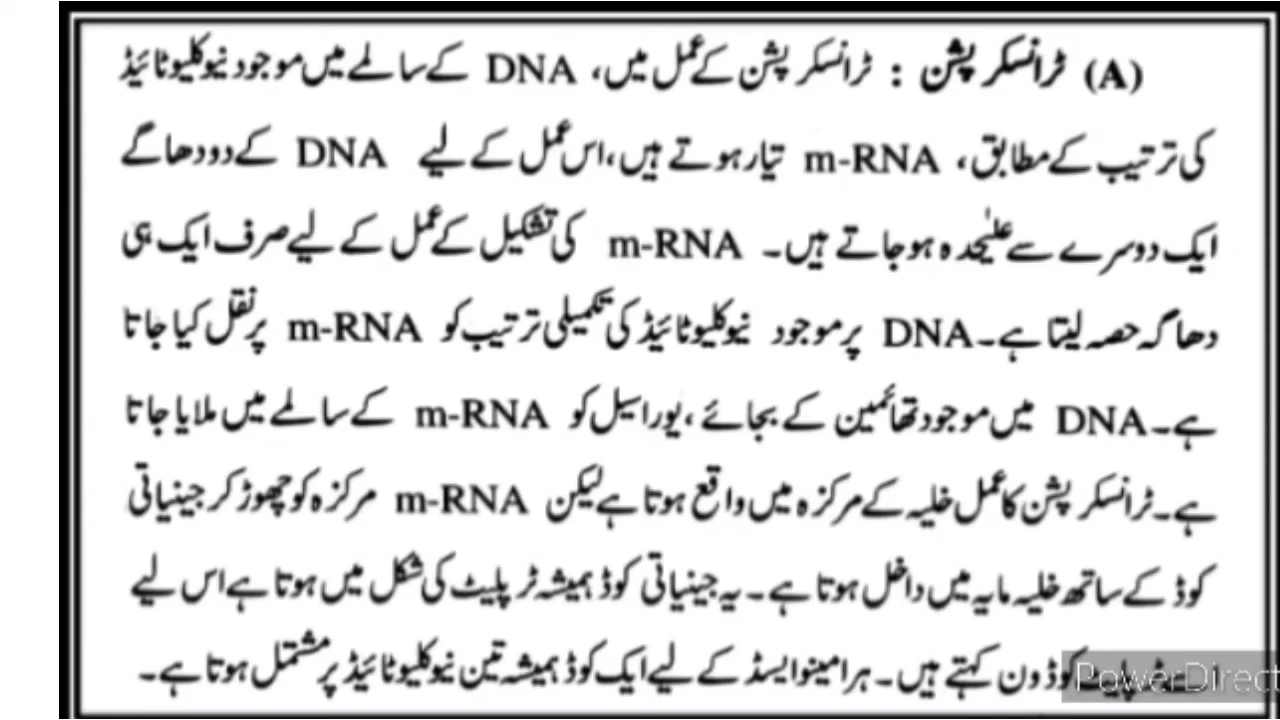 (A) ٹرانسکرپشن : ٹرانسکرپشن کے عمل میں، DNA کے سالمے میں موجود نیوکلیوٹائیڈ
کی ترتیب کے مطابق، m-RNA تیار ہوتے ہیں، اس عمل کے لیے DNA کے دو دھاگے
ایک دوسرے سے علیٰحدہ ہوجاتے ہیں۔ m-RNA کی تشکیل کے عمل کے لیے صرف ایک ہی
دھاگہ حصہ لیتا ہے۔ DNA پر موجود نیوکلیوٹائیڈ کی تکمیلی ترتیب کو m-RNA پر نقل کیا جاتا
ہے۔ DNA میں موجود تھائمین کے بجائے، یوراسیل کو m-RNA کے سالمے میں ملایا جاتا
ہے۔ ٹرانسکرپشن کا عمل خلیہ کے مرکزہ میں واقع ہوتا ہے لیکن m-RNA مرکزہ کو چھوڑ کر جینیاتی
کوڈ کے ساتھ خلیہ مایہ میں داخل ہوتا ہے۔ یہ جینیاتی کوڈ ہمیشہ ٹرپلیٹ کی شکل میں ہوتا ہے اس لیے
کوڈون کہتے ہیں۔ ہر امینو ایسڈ کے لیے ایک کوڈ ہمیشہ تین نیوکلیوٹائیڈ پر مشتمل ہوتا ہے۔
PowerDirect